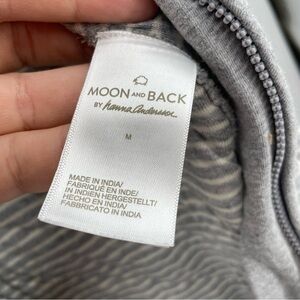 MOON AND BACK
BY hanna andersson
M
MADE IN INDIA/
FABRIQUÉ EN INDE/
IN INDIEN HERGESTELLT/
HECHO EN INDIA/
FABBRICATO IN INDIA